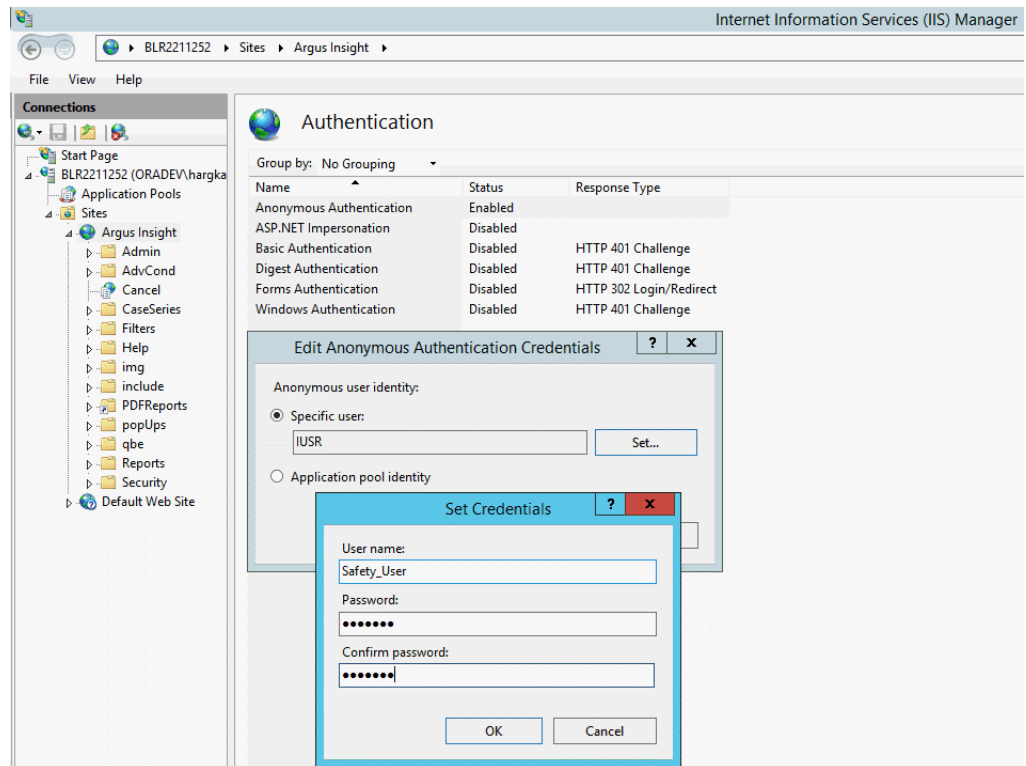 Internet Information Services (IIS) Manager
BLR2211252 Sites Argus Insight
File View Help
Connections
Start Page
BLR2211252 (ORADEV\hargka
Application Pools
Sites
Argus Insight
Admin
AdvCond
Cancel
CaseSeries
Filters
Help
img
include
PDFReports
popUps
qbe
Reports
Security
Default Web Site
Authentication
Group by: No Grouping
Name Status Response Type
Anonymous Authentication Enabled
ASP.NET Impersonation Disabled
Basic Authentication Disabled HTTP 401 Challenge
Digest Authentication Disabled HTTP 401 Challenge
Forms Authentication Disabled HTTP 302 Login/Redirect
Windows Authentication Disabled HTTP 401 Challenge
Edit Anonymous Authentication Credentials ? x
Anonymous user identity:
Specific user:
IUSR Set...
Application pool identity
Set Credentials ? x
User name:
Safety_User
Password:
•••••••
Confirm password:
•••••••
OK Cancel